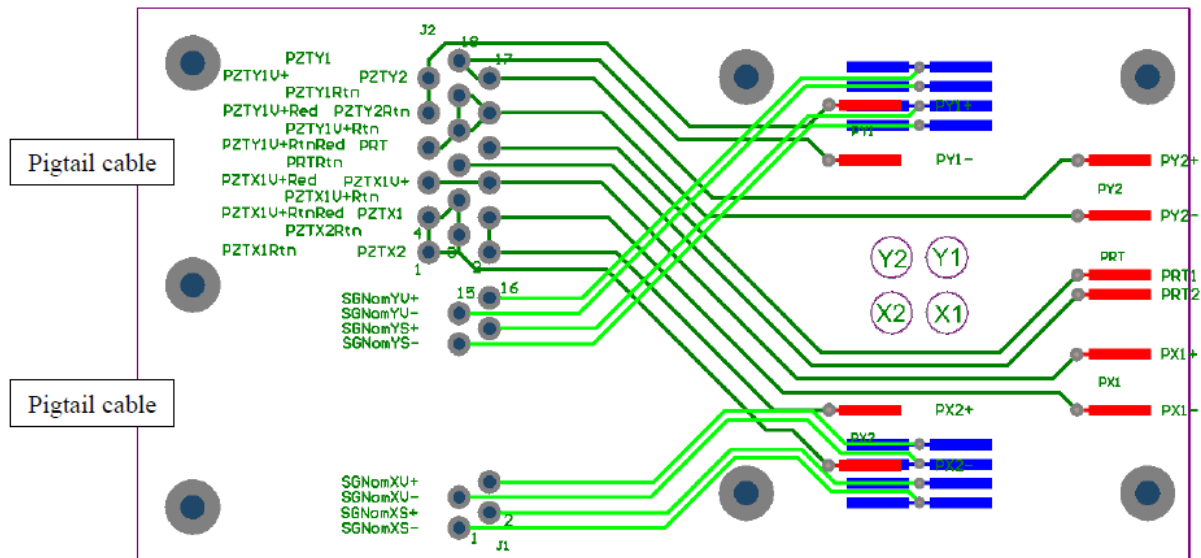 J2
18
PZTY1
17
PZTY1V+ PZTY2
PZTY1Rtn
PZTY1V+Red PZTY2Rtn
PY1+
PZTY1V+Rtn
PY1
PZTY1V+RtnRed PRT
Pigtail cable
PRTRtn
PY1-
PY2+
PZTX1V+Red PZTX1V+
PY2
PZTX1V+Rtn
PZTX1V+RtnRed PZTX1
PY2-
4
PZTX2Rtn
PZTX1Rtn PZTX2
3
1
2
Y2 Y1
PRT
PRT1
PRT2
SGNomYV+ 15 16
SGNomYV-
X2 X1
SGNomYS+
SGNomYS-
PX1+
PX1
Pigtail cable
PX2+
PX1-
PX2
PX2-
SGNomXV+
SGNomXV-
SGNomXS+
2
SGNomXS- 1
J1